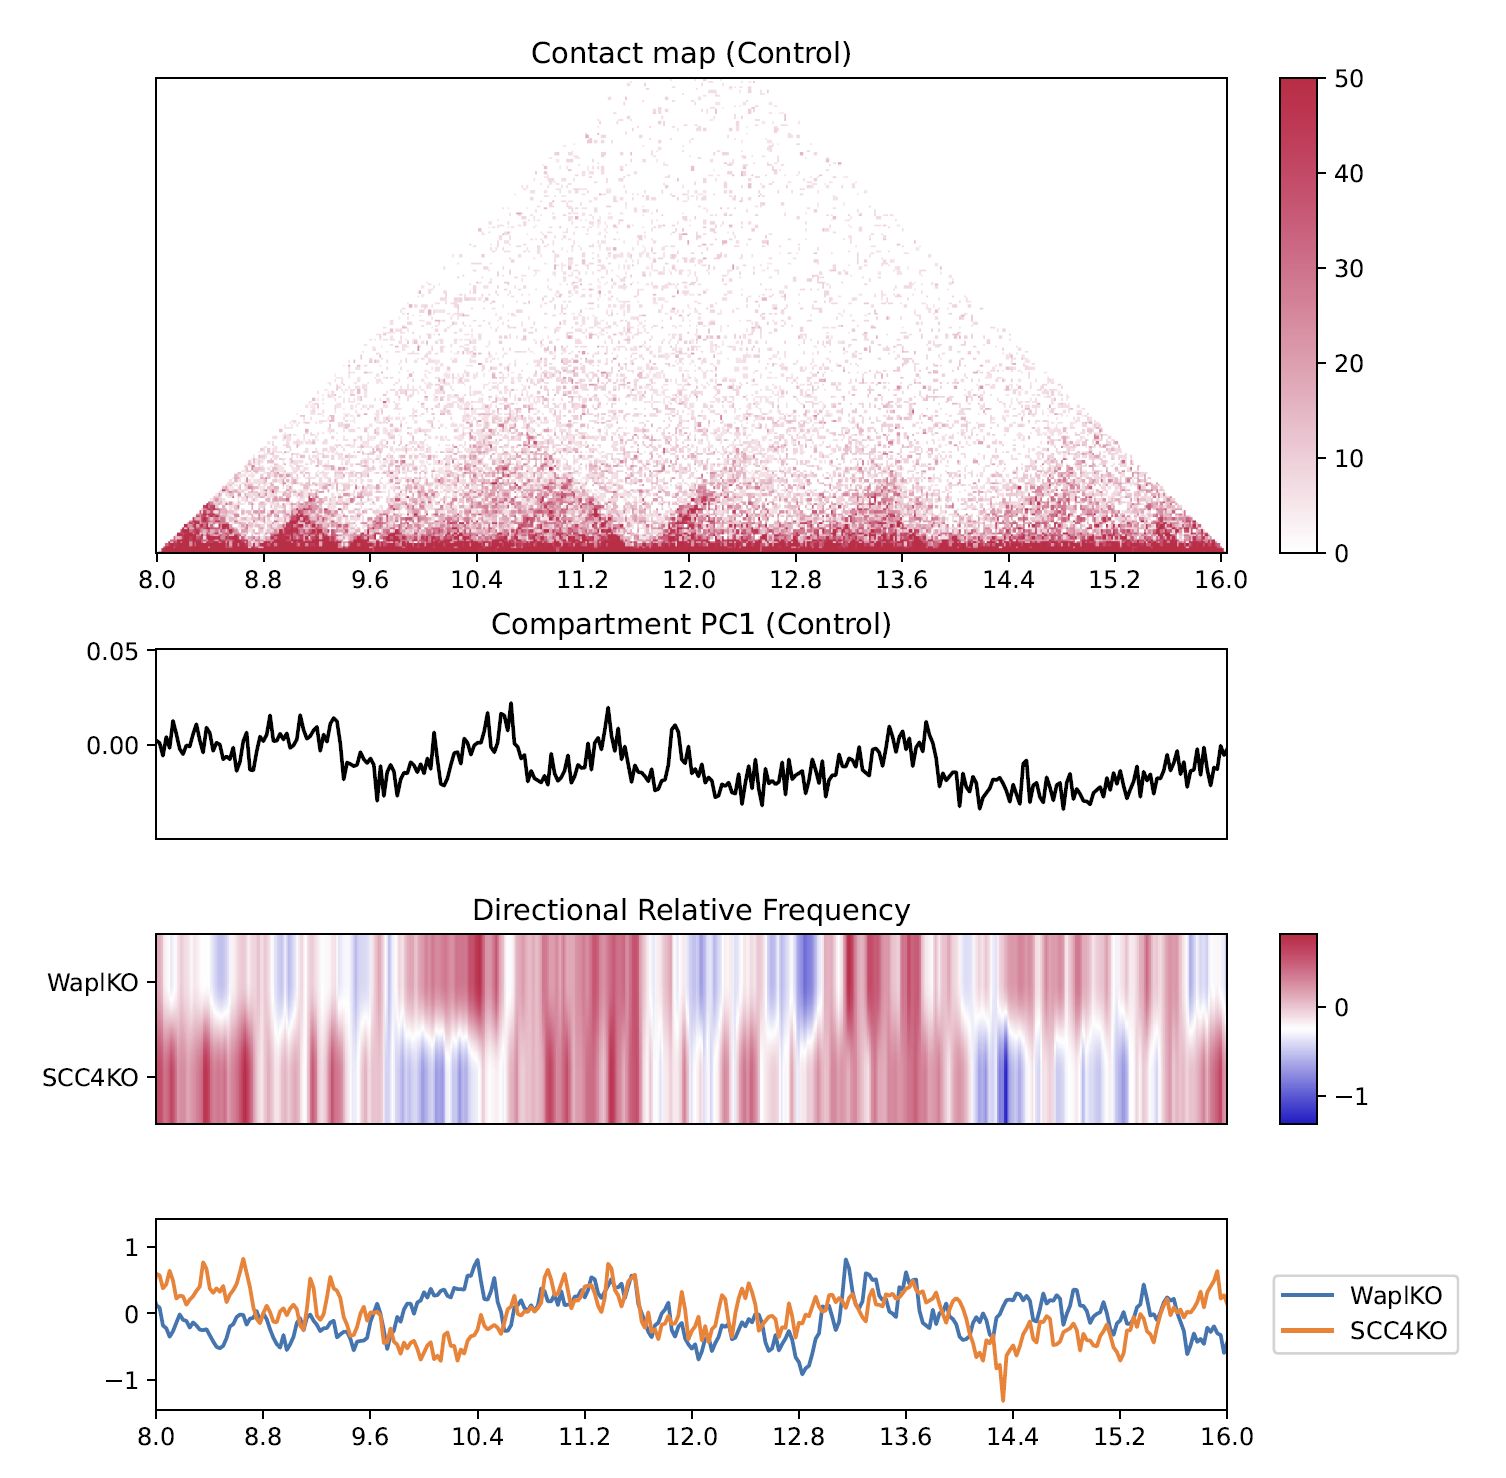 Contact map (Control)
50
40
30
20
10
0
8.0 8.8 9.6 10.4 11.2 12.0 12.8 13.6 14.4 15.2 16.0
Compartment PC1 (Control)
0.05
0.00
Directional Relative Frequency
WaplKO
SCC4KO
0
−1
1
0
−1
8.0 8.8 9.6 10.4 11.2 12.0 12.8 13.6 14.4 15.2 16.0
WaplKO
SCC4KO